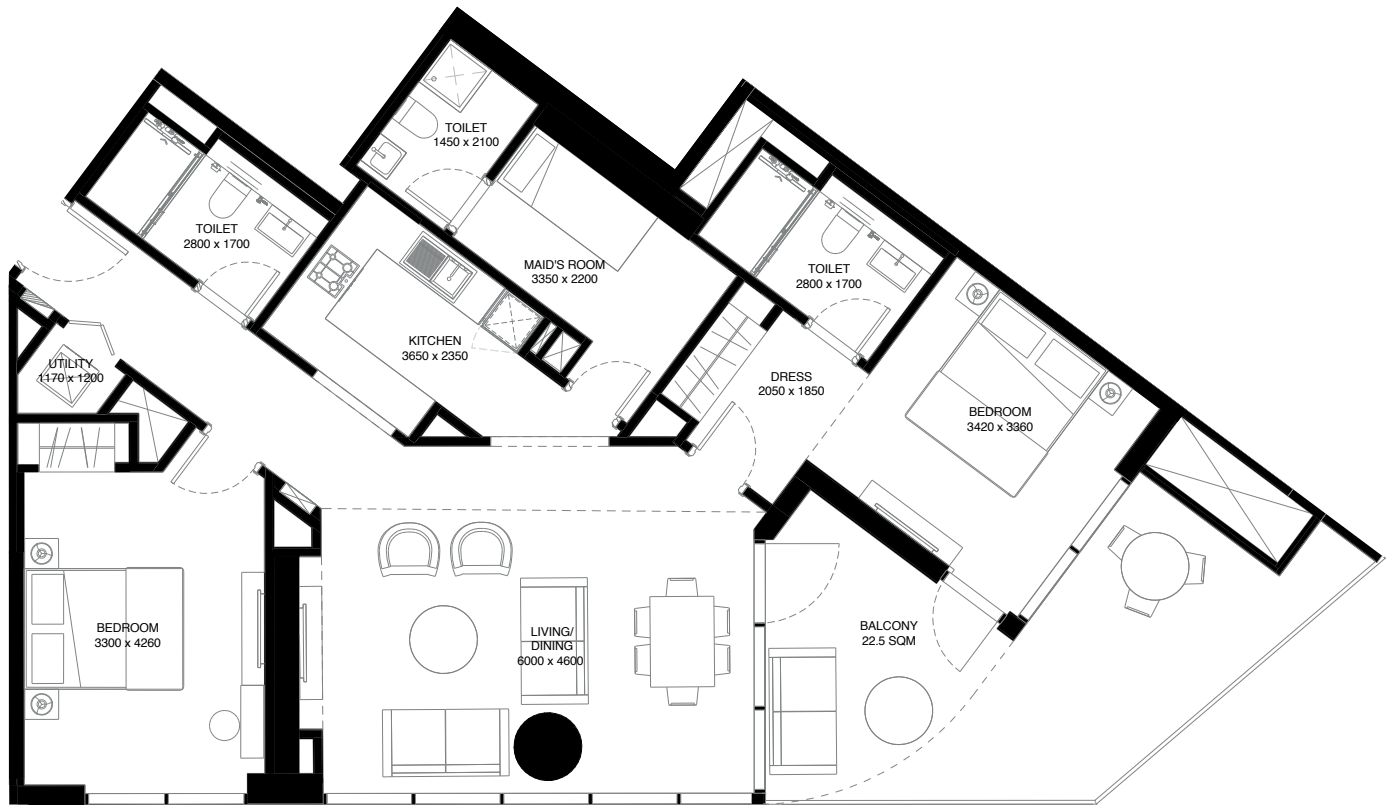 TOILET
1450 x 2100
TOILET
2800 x 1700
MAID'S ROOM
3350 x 2200
TOILET
2800 x 1700
KITCHEN
3650 x 2350
UTILITY
1170 x 1200
DRESS
2050 x 1850
BEDROOM
3420 x 3360
BEDROOM
3300 x 4260
LIVING/
DINING
6000 x 4600
BALCONY
22.5 SQM